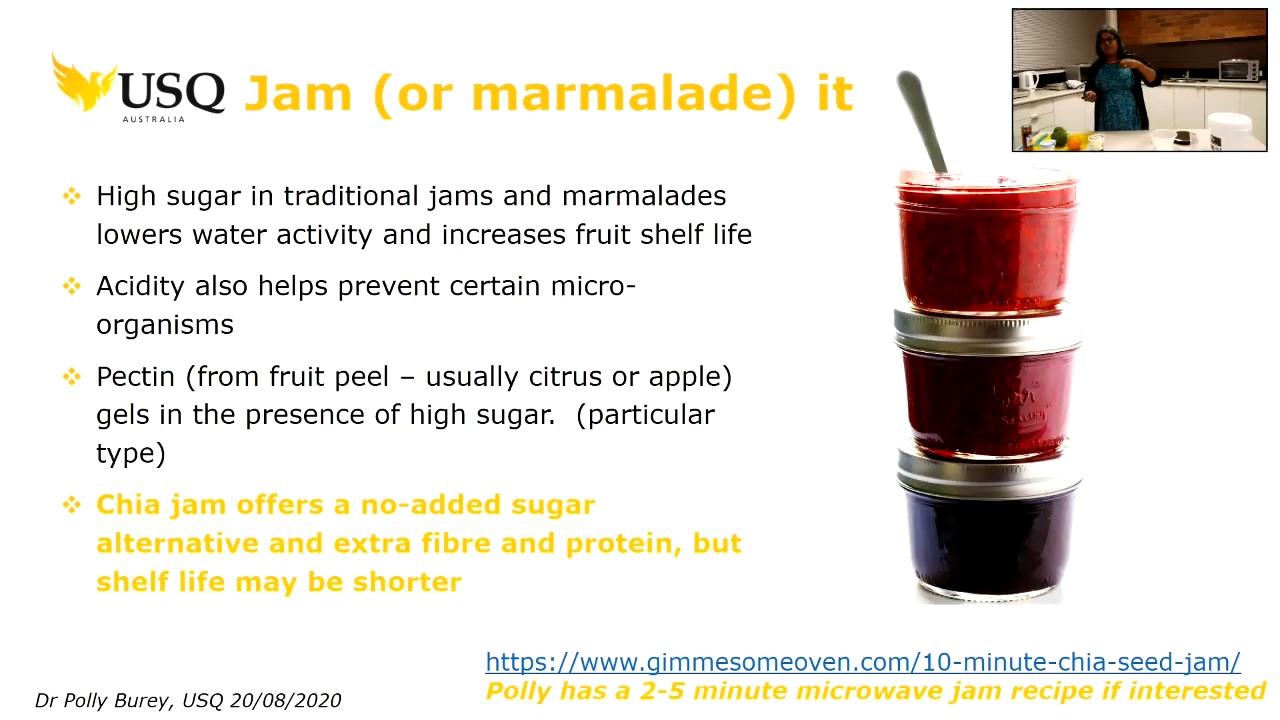 USQ
AUSTRALIA
Jam (or marmalade) it
High sugar in traditional jams and marmalades
lowers water activity and increases fruit shelf life
Acidity also helps prevent certain micro-
organisms
Pectin (from fruit peel – usually citrus or apple)
gels in the presence of high sugar.  (particular
type)
Chia jam offers a no-added sugar
alternative and extra fibre and protein, but
shelf life may be shorter
https://www.gimmesomeoven.com/10-minute-chia-seed-jam/
Polly has a 2-5 minute microwave jam recipe if interested
Dr Polly Burey, USQ 20/08/2020